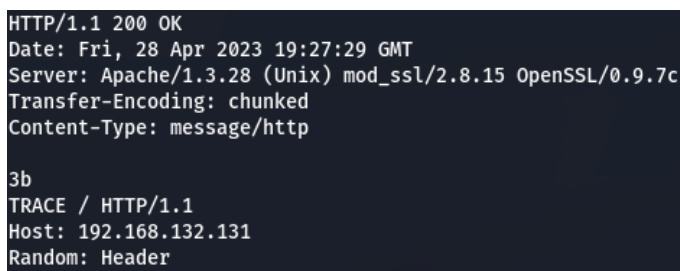 HTTP/1.1 200 OK
Date: Fri, 28 Apr 2023 19:27:29 GMT
Server: Apache/1.3.28 (Unix) mod_ssl/2.8.15 OpenSSL/0.9.7c
Transfer-Encoding: chunked
Content-Type: message/http

3b
TRACE / HTTP/1.1
Host: 192.168.132.131
Random: Header